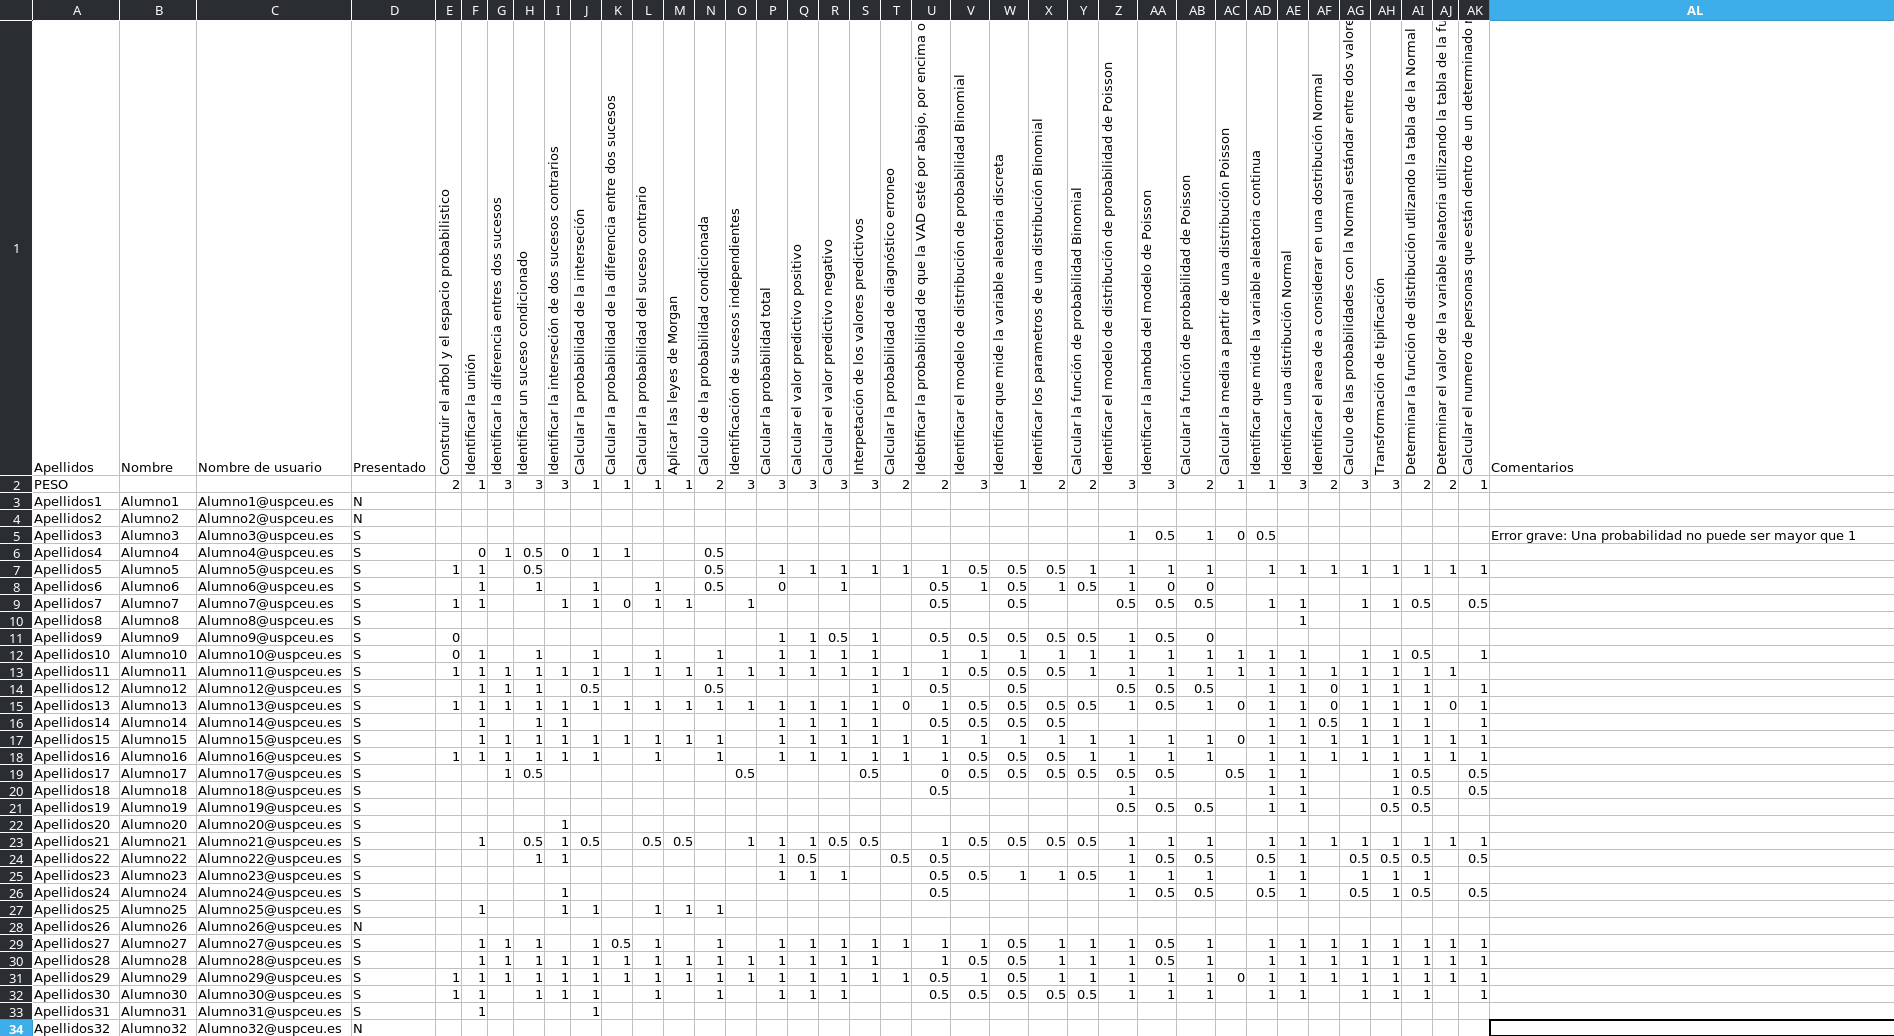 A B C D E F G H I J K L M N O P Q R S T U V W X Y Z AA AB AC AD AE AF AG AH AI AJ AK AL
1 Apellidos Nombre Nombre de usuario Presentado
Construir el arbol y el espacio probabilistico
Identificar la unión
Identificar la diferencia entres dos sucesos
Identificar un suceso condicionado
Identificar la interseción de dos sucesos contrarios
Calcular la probabilidad de la interseción
Calcular la probabilidad de la diferencia entre dos sucesos
Calcular la probabilidad del suceso contrario
Aplicar las leyes de Morgan
Calculo de la probabilidad condicionada
Identificación de sucesos independientes
Calcular la probabilidad total
Calcular el valor predictivo positivo
Calcular el valor predictivo negativo
Interpetación de los valores predictivos
Calcular la probabilidad de diagnóstico erroneo
Idebtificar la probabilidad de que la VAD esté por abajo, por encima o
Identificar el modelo de distribución de probabilidad Binomial
Identificar que mide la variable aleatoria discreta
Identificar los parametros de una distribución Binomial
Calcular la función de probabilidad Binomial
Identificar el modelo de distribución de probabilidad de Poisson
Identificar la lambda del modelo de Poisson
Calcular la función de probabilidad de Poisson
Calcular la media a partir de una distribución Poisson
Identificar que mide la variable aleatoria continua
Identificar una distribución Normal
Identificar el area de a considerar en una dostribución Normal
Calculo de las probabilidades con la Normal estándar entre dos valore
Transformación de tipificación
Determinar la función de distribución utlizando la tabla de la Normal
Determinar el valor de la variable aleatoria utilizando la tabla de la fu
Calcular el numero de personas que están dentro de un determinado
Comentarios
2 PESO 2 1 3 3 3 1 1 1 1 2 3 3 3 3 3 2 2 3 1 2 2 3 3 2 1 1 3 2 3 3 2 2 1
3 Apellidos1 Alumno1 Alumno1@uspceu.es N
4 Apellidos2 Alumno2 Alumno2@uspceu.es N
5 Apellidos3 Alumno3 Alumno3@uspceu.es S 1 0.5 1 0 0.5 Error grave: Una probabilidad no puede ser mayor que 1
6 Apellidos4 Alumno4 Alumno4@uspceu.es S 0 1 0.5 0 1 1 0.5
7 Apellidos5 Alumno5 Alumno5@uspceu.es S 1 1 0.5 0.5 1 1 1 1 1 1 0.5 0.5 0.5 1 1 1 1 1 1 1 1 1 1 1 1
8 Apellidos6 Alumno6 Alumno6@uspceu.es S 1 1 1 1 0.5 0 1 0.5 1 0.5 1 0.5 1 0 0
9 Apellidos7 Alumno7 Alumno7@uspceu.es S 1 1 1 1 0 1 1 1 0.5 0.5 0.5 0.5 0.5 1 1 1 1 0.5 0.5
10 Apellidos8 Alumno8 Alumno8@uspceu.es S 1
11 Apellidos9 Alumno9 Alumno9@uspceu.es S 0 1 1 0.5 1 0.5 0.5 0.5 0.5 0.5 1 0.5 0
12 Apellidos10 Alumno10 Alumno10@uspceu.es S 0 1 1 1 1 1 1 1 1 1 1 1 1 1 1 1 1 1 1 1 1 1 1 0.5 1
13 Apellidos11 Alumno11 Alumno11@uspceu.es S 1 1 1 1 1 1 1 1 1 1 1 1 1 1 1 1 1 0.5 0.5 0.5 1 1 1 1 1 1 1 1 1 1 1 1
14 Apellidos12 Alumno12 Alumno12@uspceu.es S 1 1 1 0.5 0.5 1 0.5 0.5 0.5 0.5 0.5 1 1 0 1 1 1 1
15 Apellidos13 Alumno13 Alumno13@uspceu.es S 1 1 1 1 1 1 1 1 1 1 1 1 1 1 1 0 1 0.5 0.5 0.5 0.5 1 0.5 1 0 1 1 0 1 1 1 0 1
16 Apellidos14 Alumno14 Alumno14@uspceu.es S 1 1 1 1 1 1 1 0.5 0.5 0.5 0.5 1 1 0.5 1 1 1 1
17 Apellidos15 Alumno15 Alumno15@uspceu.es S 1 1 1 1 1 1 1 1 1 1 1 1 1 1 1 1 1 1 1 1 1 1 0 1 1 1 1 1 1 1 1
18 Apellidos16 Alumno16 Alumno16@uspceu.es S 1 1 1 1 1 1 1 1 1 1 1 1 1 1 0.5 0.5 0.5 1 1 1 1 1 1 1 1 1 1 1 1
19 Apellidos17 Alumno17 Alumno17@uspceu.es S 1 0.5 0.5 0.5 0 0.5 0.5 0.5 0.5 0.5 0.5 0.5 1 1 1 0.5 0.5
20 Apellidos18 Alumno18 Alumno18@uspceu.es S 0.5 1 1 1 1 0.5 0.5
21 Apellidos19 Alumno19 Alumno19@uspceu.es S 0.5 0.5 0.5 1 1 0.5 0.5
22 Apellidos20 Alumno20 Alumno20@uspceu.es S 1
23 Apellidos21 Alumno21 Alumno21@uspceu.es S 1 0.5 1 0.5 0.5 0.5 1 1 1 0.5 0.5 1 0.5 0.5 0.5 0.5 1 1 1 1 1 1 1 1 1 1 1
24 Apellidos22 Alumno22 Alumno22@uspceu.es S 1 1 1 0.5 0.5 0.5 1 0.5 0.5 0.5 1 0.5 0.5 0.5 0.5
25 Apellidos23 Alumno23 Alumno23@uspceu.es S 1 1 1 0.5 0.5 1 1 0.5 1 1 1 1 1 1 1 1
26 Apellidos24 Alumno24 Alumno24@uspceu.es S 1 0.5 1 0.5 0.5 0.5 1 0.5 1 0.5 0.5
27 Apellidos25 Alumno25 Alumno25@uspceu.es S 1 1 1 1 1 1
28 Apellidos26 Alumno26 Alumno26@uspceu.es N
29 Apellidos27 Alumno27 Alumno27@uspceu.es S 1 1 1 1 0.5 1 1 1 1 1 1 1 1 1 0.5 1 1 1 0.5 1 1 1 1 1 1 1 1 1
30 Apellidos28 Alumno28 Alumno28@uspceu.es S 1 1 1 1 1 1 1 1 1 1 1 1 1 1 1 0.5 0.5 1 1 1 0.5 1 1 1 1 1 1 1 1 1
31 Apellidos29 Alumno29 Alumno29@uspceu.es S 1 1 1 1 1 1 1 1 1 1 1 1 1 1 1 1 0.5 1 0.5 1 1 1 1 1 0 1 1 1 1 1 1 1 1
32 Apellidos30 Alumno30 Alumno30@uspceu.es S 1 1 1 1 1 1 1 1 1 1 0.5 0.5 0.5 0.5 0.5 1 1 1 1 1 1 1 1 1
33 Apellidos31 Alumno31 Alumno31@uspceu.es S 1 1
34 Apellidos32 Alumno32 Alumno32@uspceu.es N